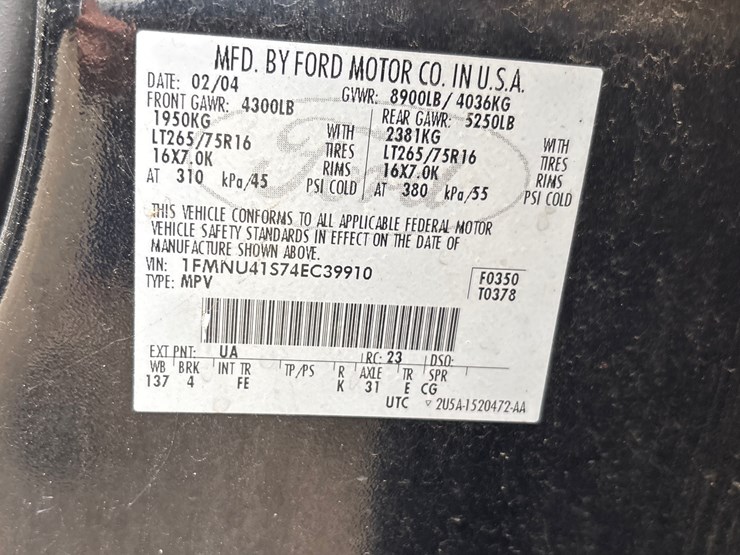 MFD. BY FORD MOTOR CO. IN U.S.A.
DATE: 02/04 GVWR: 8900LB/4036KG
FRONT GAWR: 4300LB REAR GAWR: 5250LB
1950KG WITH 2381KG WITH
LT265/75R16 TIRES LT265/75R16 TIRES
16X7.0K RIMS 16X7.0K RIMS
AT 310 kPa/45 PSI COLD AT 380 kPa/55 PSI COLD
Ford
THIS VEHICLE CONFORMS TO ALL APPLICABLE FEDERAL MOTOR
VEHICLE SAFETY STANDARDS IN EFFECT ON THE DATE OF
MANUFACTURE SHOWN ABOVE.
VIN: 1FMNU41S74EC39910 F0350
TYPE: MPV T0378
EXT PNT: UA RC: 23 DSO:
WB BRK INT TR TP/PS R AXLE TR SPR
137 4 FE K 31 E CG
UTC ▽ 2U5A-1520472-AA